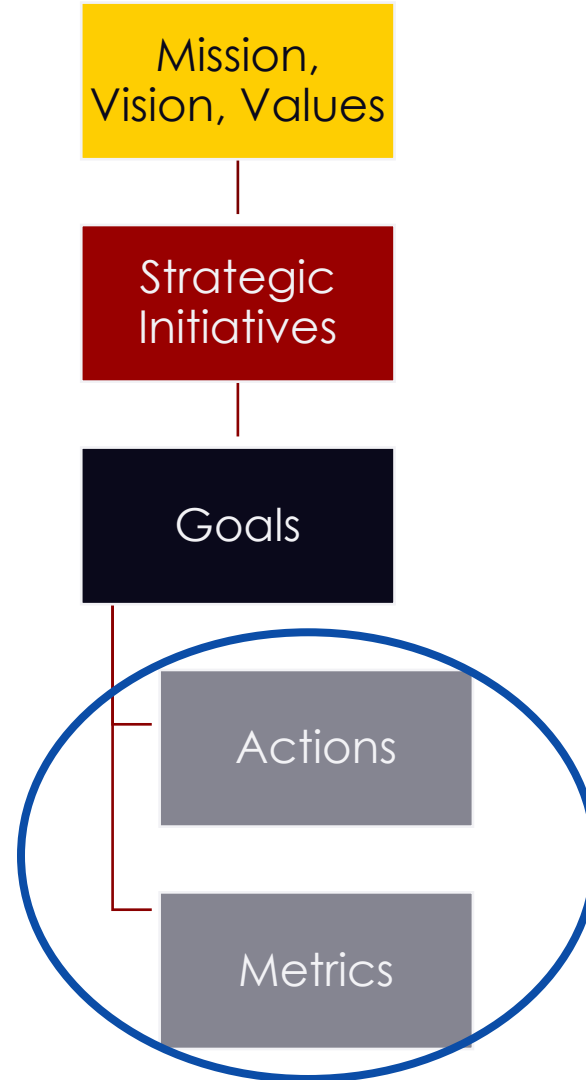 Mission,
Vision, Values
Strategic
Initiatives
Goals
Actions
Metrics